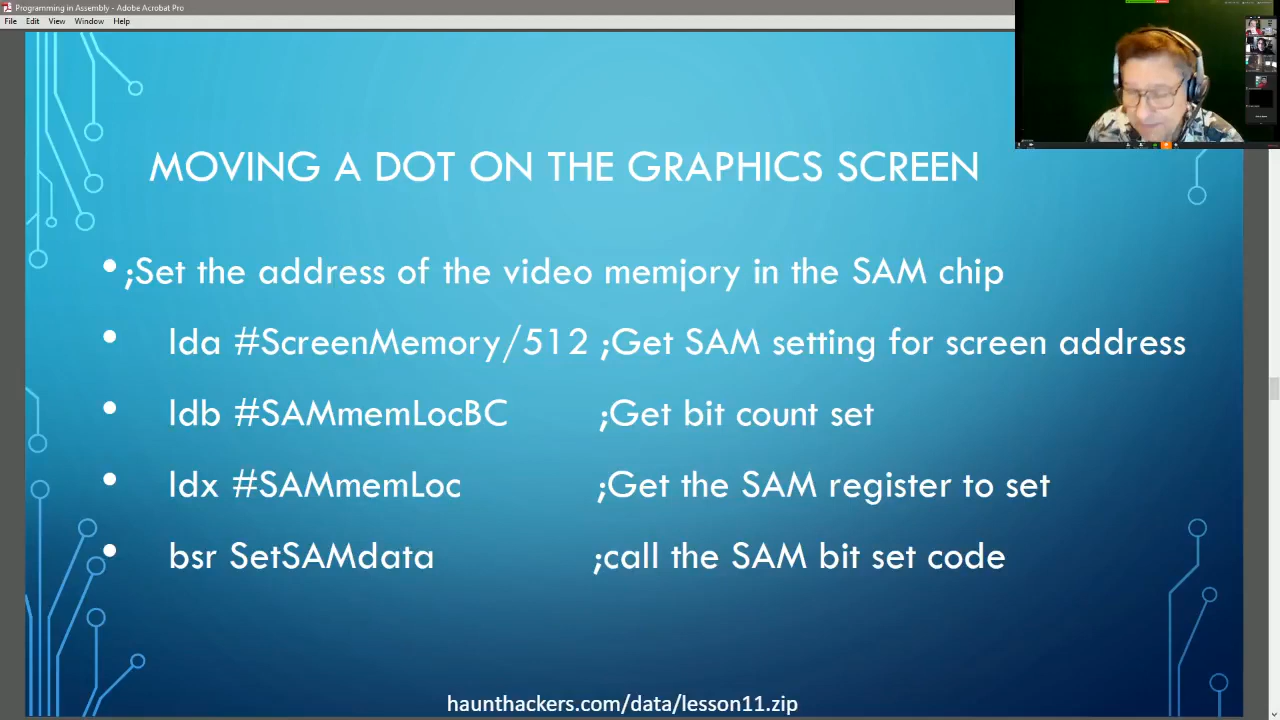 Programming in Assembly - Adobe Acrobat Pro
File Edit View Window Help
MOVING A DOT ON THE GRAPHICS SCREEN
• ;Set the address of the video memjory in the SAM chip
• lda #ScreenMemory/512 ;Get SAM setting for screen address
• ldb #SAMmemLocBC ;Get bit count set
• ldx #SAMmemLoc ;Get the SAM register to set
• bsr SetSAMdata ;call the SAM bit set code
haunthackers.com/data/lesson11.zip